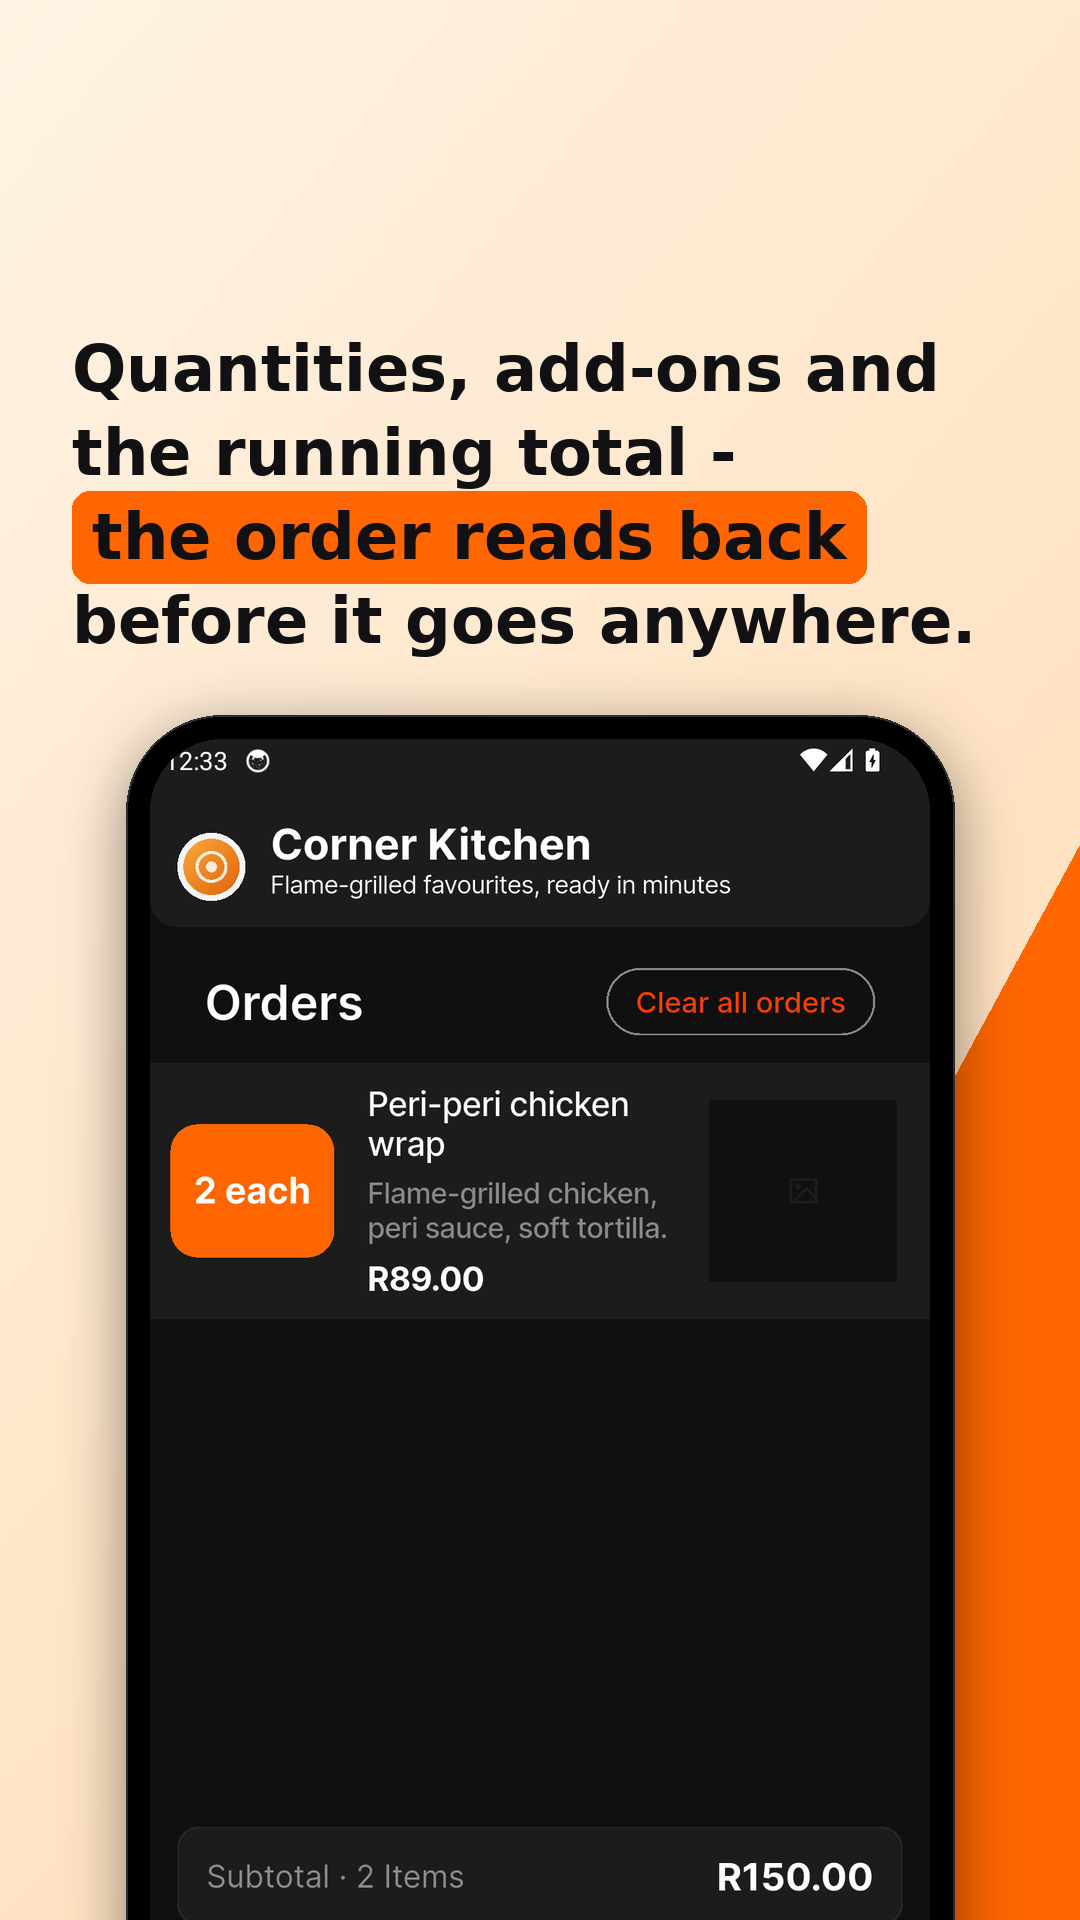 Quantities, add-ons and
the running total -
the order reads back
before it goes anywhere.
12:33
Corner Kitchen
Flame-grilled favourites, ready in minutes
Orders
Clear all orders
2 each
Peri-peri chicken
wrap
Flame-grilled chicken,
peri sauce, soft tortilla.
R89.00
Subtotal · 2 Items
R150.00